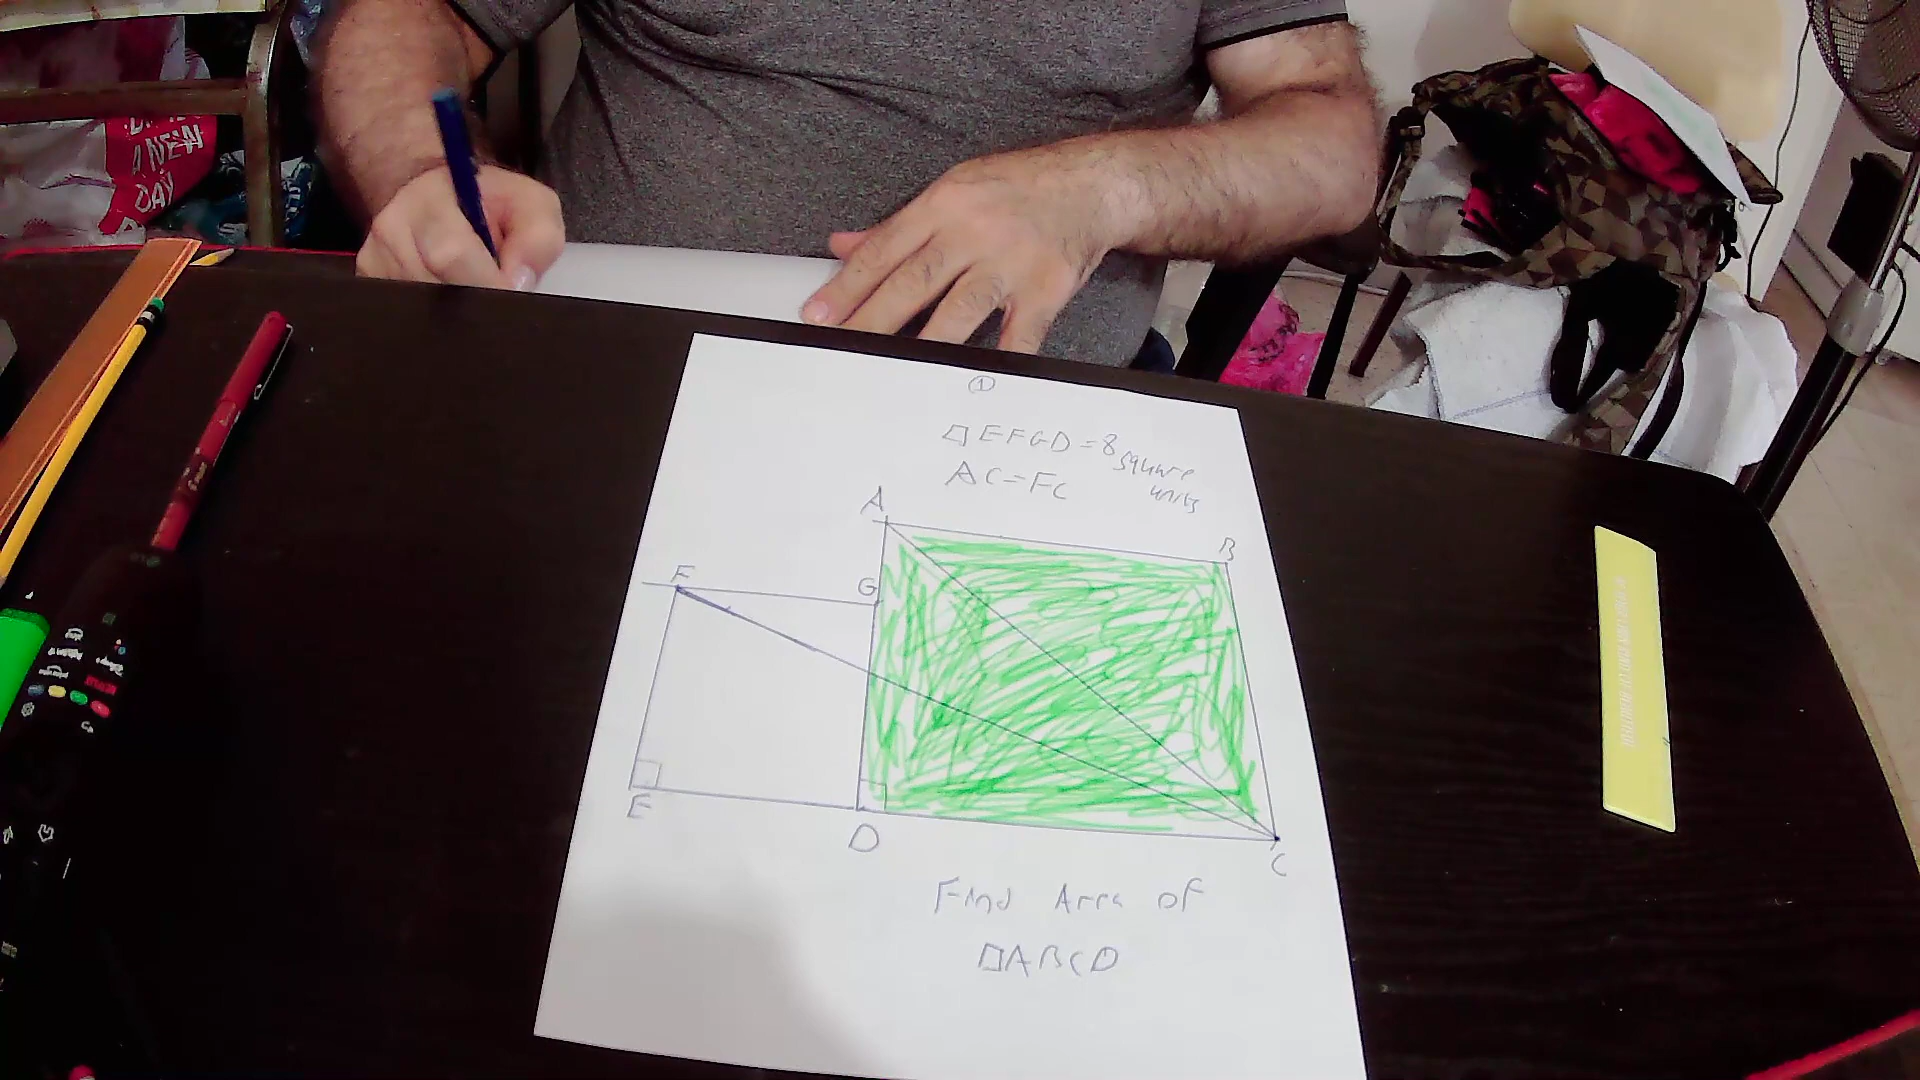 A NEW
DAY
①
□ EFGD = 8 square
units
AC = FC
A
B
F
G
E
D
C
Find Area of
□ ABCD